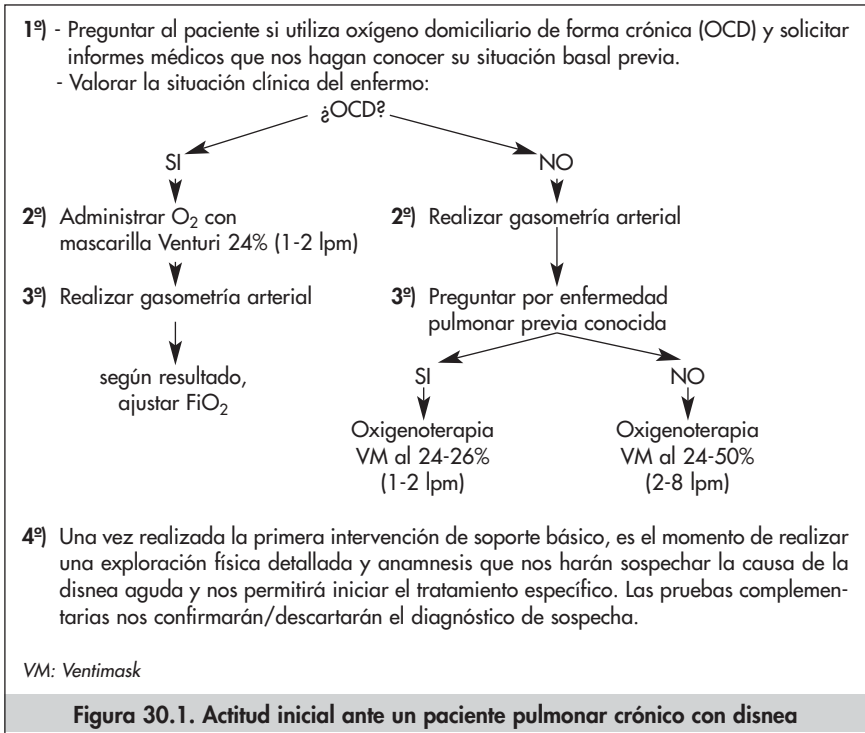 1º) - Preguntar al paciente si utiliza oxígeno domiciliario de forma crónica (OCD) y solicitar
informes médicos que nos hagan conocer su situación basal previa.
- Valorar la situación clínica del enfermo:
¿OCD?
SI
2º) Administrar O2 con
mascarilla Venturi 24% (1-2 lpm)
3º) Realizar gasometría arterial
según resultado,
ajustar FiO2
NO
2º) Realizar gasometría arterial
3º) Preguntar por enfermedad
pulmonar previa conocida
SI
Oxigenoterapia
VM al 24-26%
(1-2 lpm)
NO
Oxigenoterapia
VM al 24-50%
(2-8 lpm)
4º) Una vez realizada la primera intervención de soporte básico, es el momento de realizar
una exploración física detallada y anamnesis que nos harán sospechar la causa de la
disnea aguda y nos permitirá iniciar el tratamiento específico. Las pruebas complemen-
tarias nos confirmarán/descartarán el diagnóstico de sospecha.
VM: Ventimask
Figura 30.1. Actitud inicial ante un paciente pulmonar crónico con disnea